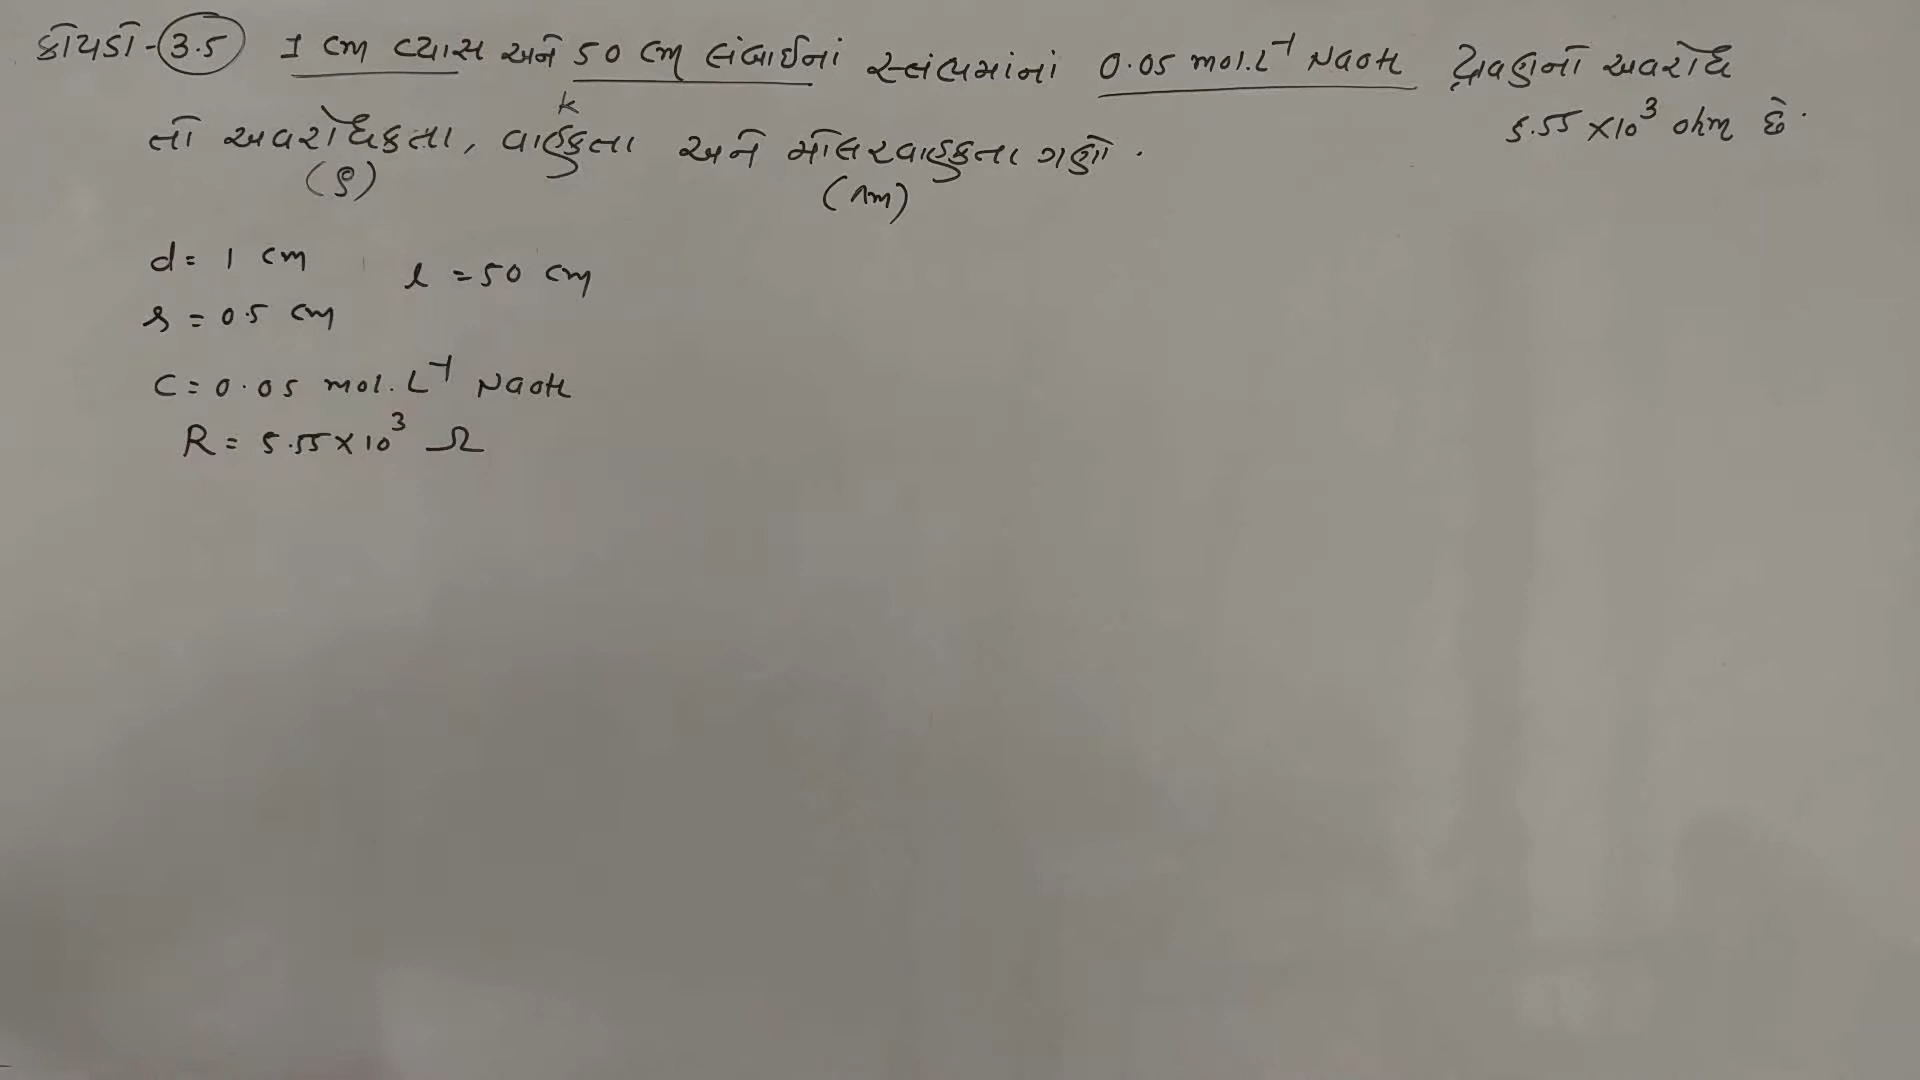 કોયડો-3.5 1 cm વ્યાસ અને 50 cm લંબાઈનાં સ્તંભમાંનાં 0.05 mol.L⁻¹ NaOH દ્રાવણનો અવરોધ
5.55×10³ ohm છે.
તો અવરોધકતા, વાહકતા અને મોલરવાહકતા ગણો.
k
(ρ) (Λm)
d = 1 cm l = 50 cm
r = 0.5 cm
C = 0.05 mol.L⁻¹ NaOH
R = 5.55×10³ Ω